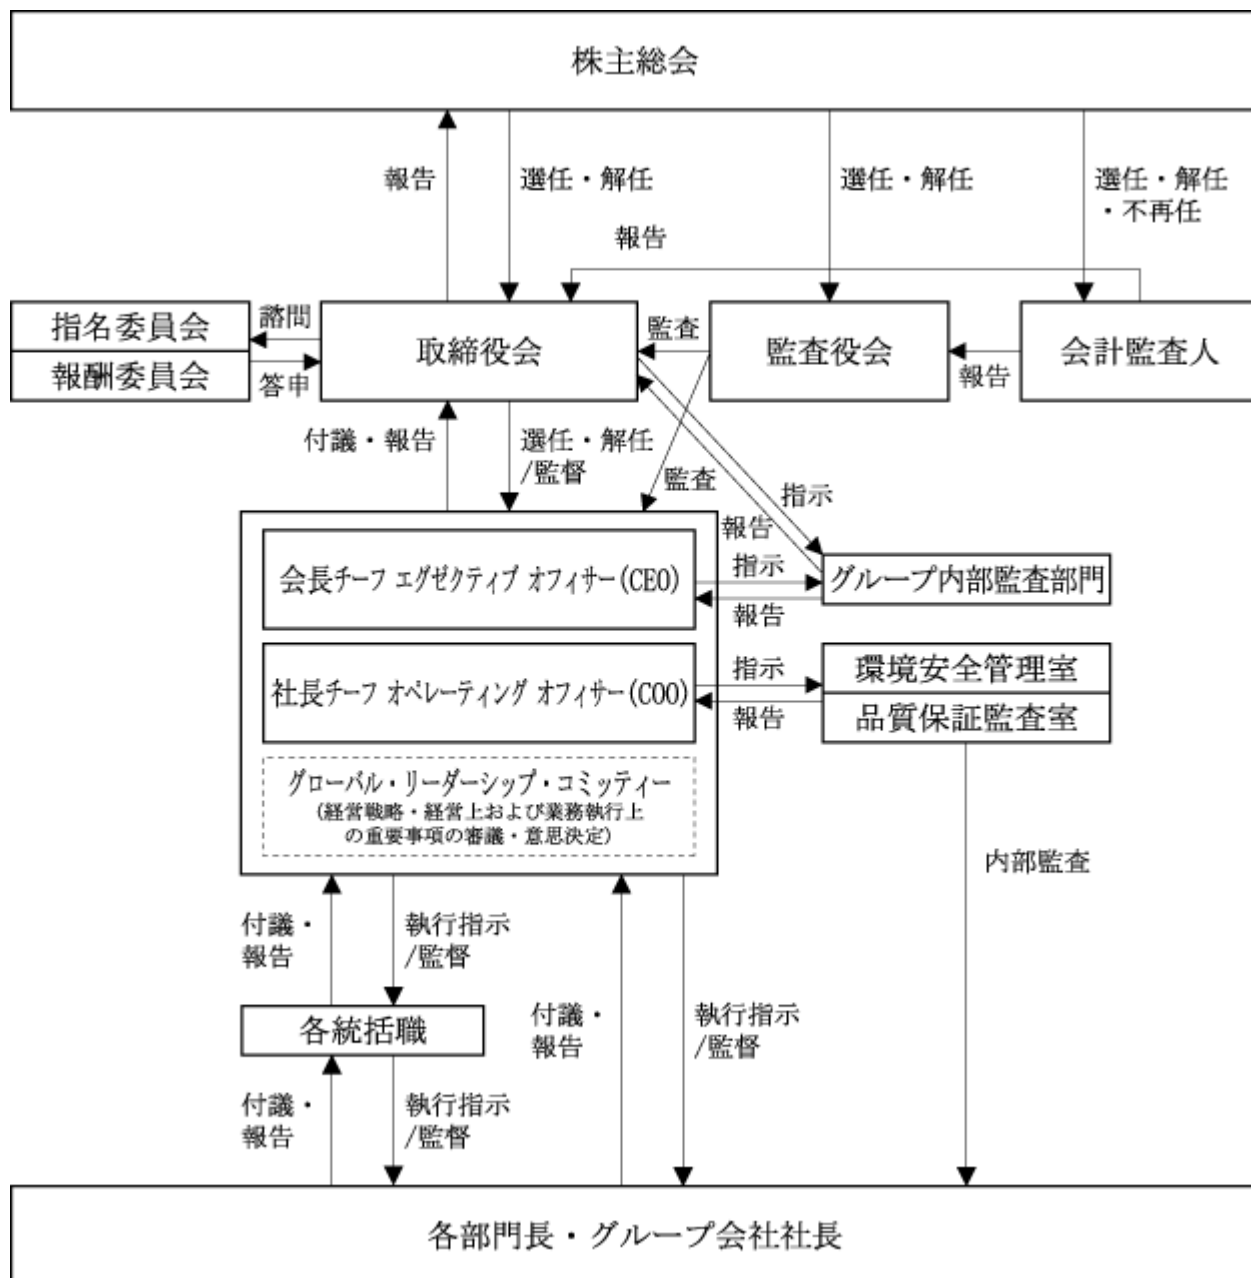 株主総会
報告
選任・解任
選任・解任
選任・解任
・不再任
報告
指名委員会
報酬委員会
諮問
答申
取締役会
監査
監査役会
報告
会計監査人
付議・報告
選任・解任
/監督
監査
指示
報告
会長チーフ エグゼクティブ オフィサー(CEO)
指示
報告
グループ内部監査部門
社長チーフ オペレーティング オフィサー(COO)
指示
報告
環境安全管理室
品質保証監査室
グローバル・リーダーシップ・コミッティー
(経営戦略・経営上および業務執行上
の重要事項の審議・意思決定)
内部監査
付議・
報告
執行指示
/監督
各統括職
付議・
報告
執行指示
/監督
付議・
報告
執行指示
/監督
各部門長・グループ会社社長